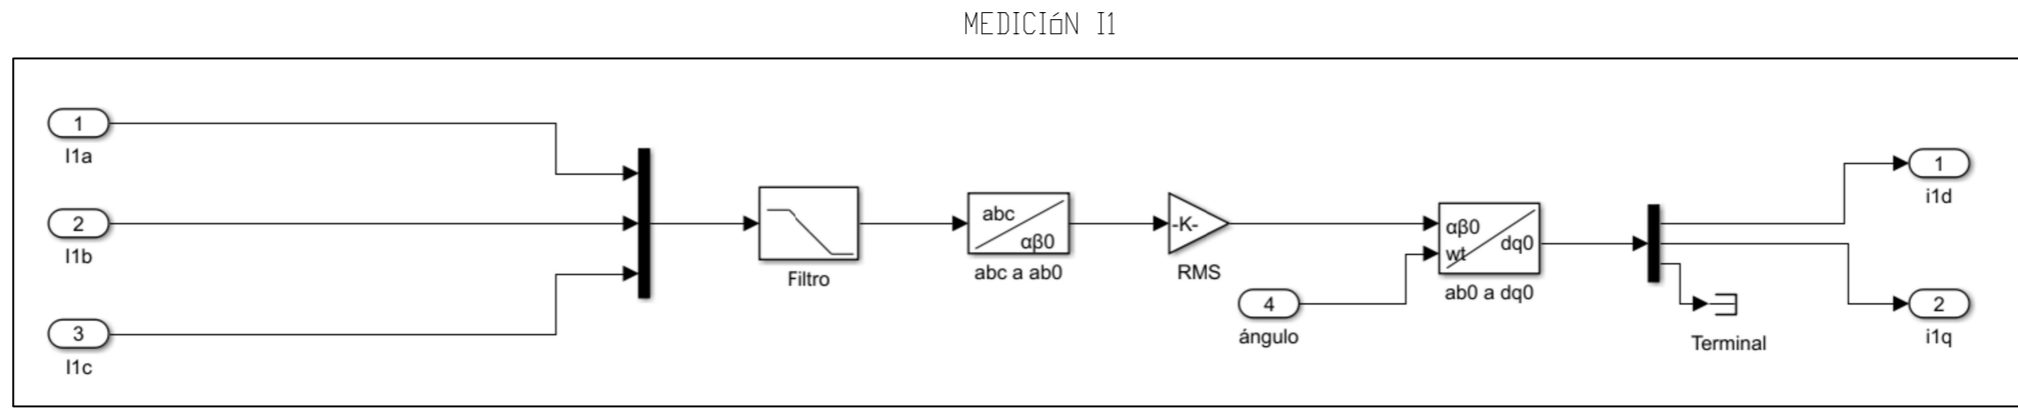 MEDICIóN I1
1
I1a
2
I1b
3
I1c
Filtro
abc
αβ0
abc a ab0
-K-
RMS
4
ángulo
αβ0
wt
dq0
ab0 a dq0
Terminal
1
i1d
2
i1q